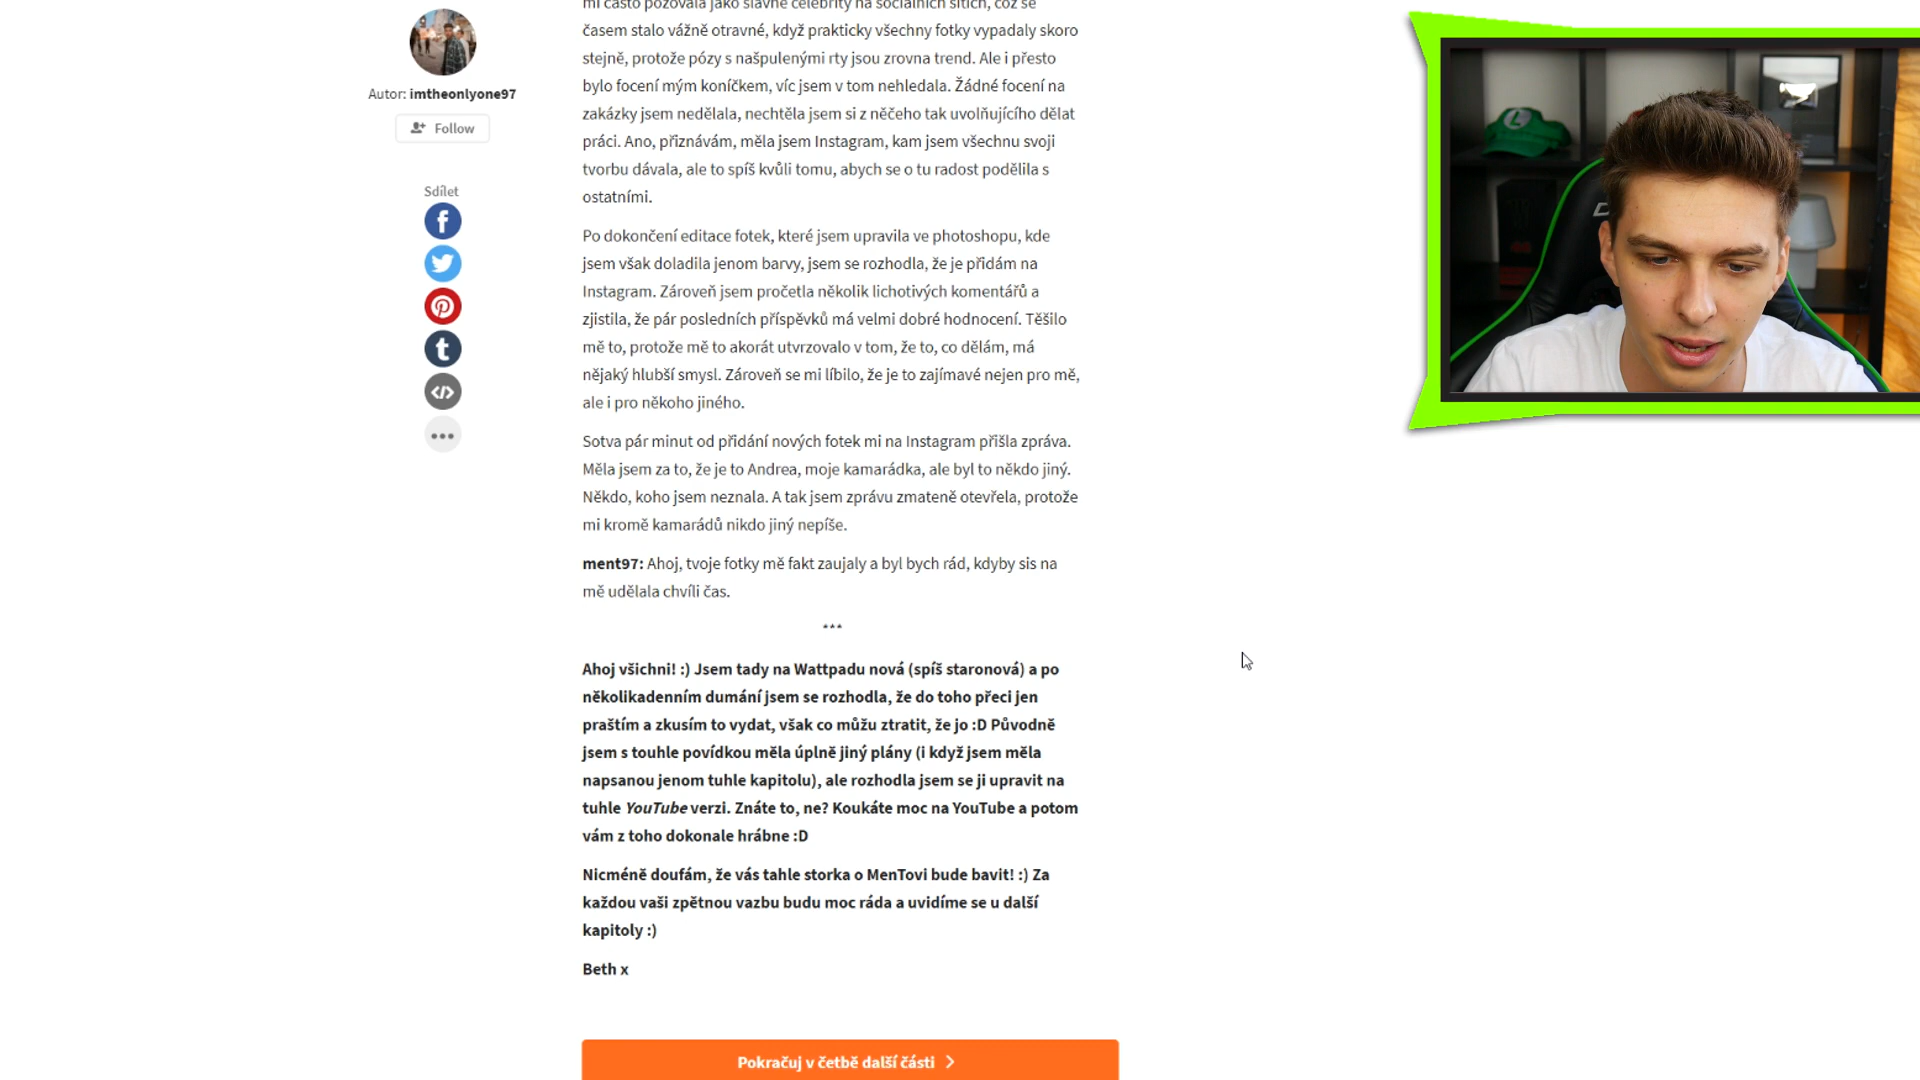 mi často pózovala jako slavné celebrity na sociálních sítích, což se
časem stalo vážně otravné, když prakticky všechny fotky vypadaly skoro
stejně, protože pózy s našpulenými rty jsou zrovna trend. Ale i přesto
bylo focení mým koníčkem, víc jsem v tom nehledala. Žádné focení na
zakázky jsem nedělala, nechtěla jsem si z něčeho tak uvolňujícího dělat
práci. Ano, přiznávám, měla jsem Instagram, kam jsem všechnu svoji
tvorbu dávala, ale to spíš kvůli tomu, abych se o tu radost podělila s
ostatními.
Autor: imtheonlyone97
Follow
Sdílet
Po dokončení editace fotek, které jsem upravila ve photoshopu, kde
jsem však doladila jenom barvy, jsem se rozhodla, že je přidám na
Instagram. Zároveň jsem pročetla několik lichotivých komentářů a
zjistila, že pár posledních příspěvků má velmi dobré hodnocení. Těšilo
mě to, protože mě to akorát utvrzovalo v tom, že to, co dělám, má
nějaký hlubší smysl. Zároveň se mi líbilo, že je to zajímavé nejen pro mě,
ale i pro někoho jiného.
Sotva pár minut od přidání nových fotek mi na Instagram přišla zpráva.
Měla jsem za to, že je to Andrea, moje kamarádka, ale byl to někdo jiný.
Někdo, koho jsem neznala. A tak jsem zprávu zmateně otevřela, protože
mi kromě kamarádů nikdo jiný nepíše.
ment97: Ahoj, tvoje fotky mě fakt zaujaly a byl bych rád, kdyby sis na
mě udělala chvíli čas.
***
Ahoj všichni! :) Jsem tady na Wattpadu nová (spíš staronová) a po
několikadenním dumání jsem se rozhodla, že do toho přeci jen
praštím a zkusím to vydat, však co můžu ztratit, že jo :D Původně
jsem s touhle povídkou měla úplně jiný plány (i když jsem měla
napsanou jenom tuhle kapitolu), ale rozhodla jsem se ji upravit na
tuhle YouTube verzi. Znáte to, ne? Koukáte moc na YouTube a potom
vám z toho dokonale hrábne :D
Nicméně doufám, že vás tahle storka o MenTovi bude bavit! :) Za
každou vaši zpětnou vazbu budu moc ráda a uvidíme se u další
kapitoly :)
Beth x
Pokračuj v četbě další části